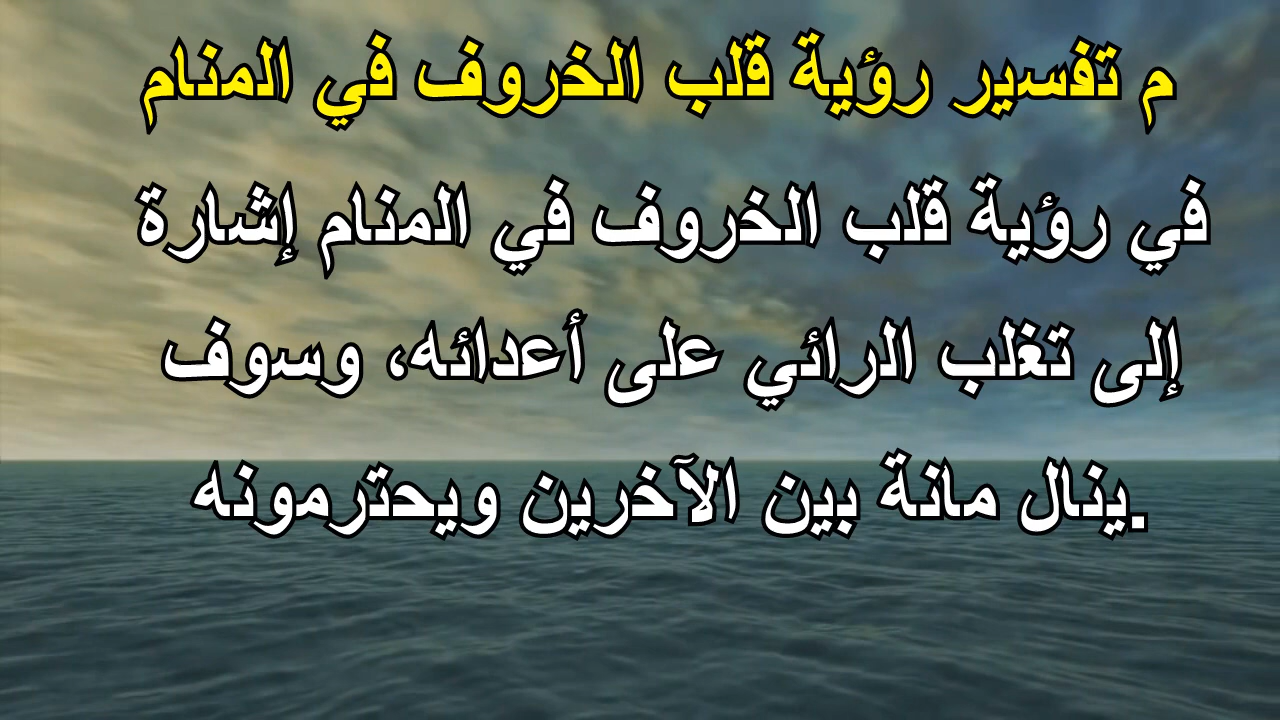 م تفسير رؤية قلب الخروف في المنام
في رؤية قلب الخروف في المنام إشارة
إلى تغلب الرائي على أعدائه، وسوف
.ينال مانة بين الآخرين ويحترمونه